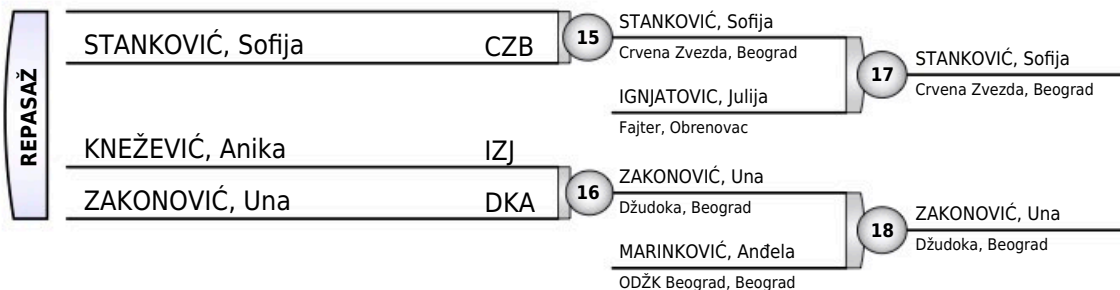 REPASAŽ
STANKOVIĆ, Sofija CZB
KNEŽEVIĆ, Anika IZJ
ZAKONOVIĆ, Una DKA
15
STANKOVIĆ, Sofija
Crvena Zvezda, Beograd
IGNJATOVIC, Julija
Fajter, Obrenovac
16
ZAKONOVIĆ, Una
Džudoka, Beograd
MARINKOVIĆ, Anđela
ODŽK Beograd, Beograd
17
STANKOVIĆ, Sofija
Crvena Zvezda, Beograd
18
ZAKONOVIĆ, Una
Džudoka, Beograd